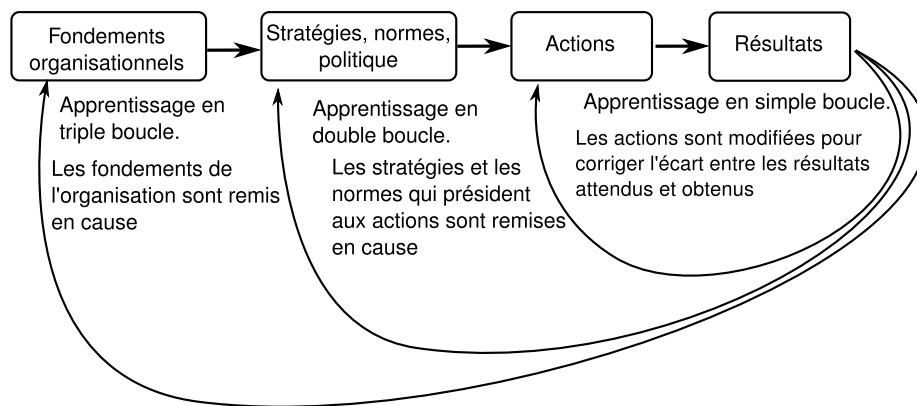 Fondements
organisationnels
Stratégies, normes,
politique
Actions
Résultats
Apprentissage en
triple boucle.
Les fondements de
l'organisation sont remis
en cause
Apprentissage en
double boucle.
Les stratégies et les
normes qui président
aux actions sont remises
en cause
Apprentissage en simple boucle.
Les actions sont modifiées pour
corriger l'écart entre les résultats
attendus et obtenus